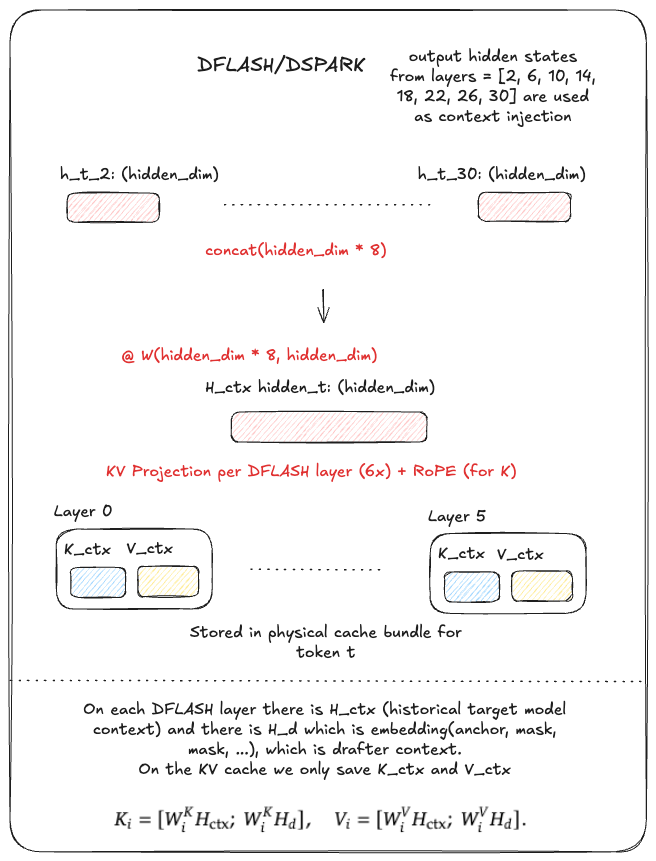 DFLASH/DSPARK
output hidden states
from layers = [2, 6, 10, 14,
18, 22, 26, 30] are used
as context injection
h_t_2: (hidden_dim)
h_t_30: (hidden_dim)
concat(hidden_dim * 8)
@ W(hidden_dim * 8, hidden_dim)
H_ctx hidden_t: (hidden_dim)
KV Projection per DFLASH layer (6x) + RoPE (for K)
Layer 0
K_ctx V_ctx
Layer 5
K_ctx V_ctx
Stored in physical cache bundle for
token t
On each DFLASH layer there is H_ctx (historical target model
context) and there is H_d which is embedding(anchor, mask,
mask, ...), which is drafter context.
On the KV cache we only save K_ctx and V_ctx
K_i = [W_i^K H_ctx; W_i^K H_d], V_i = [W_i^V H_ctx; W_i^V H_d].